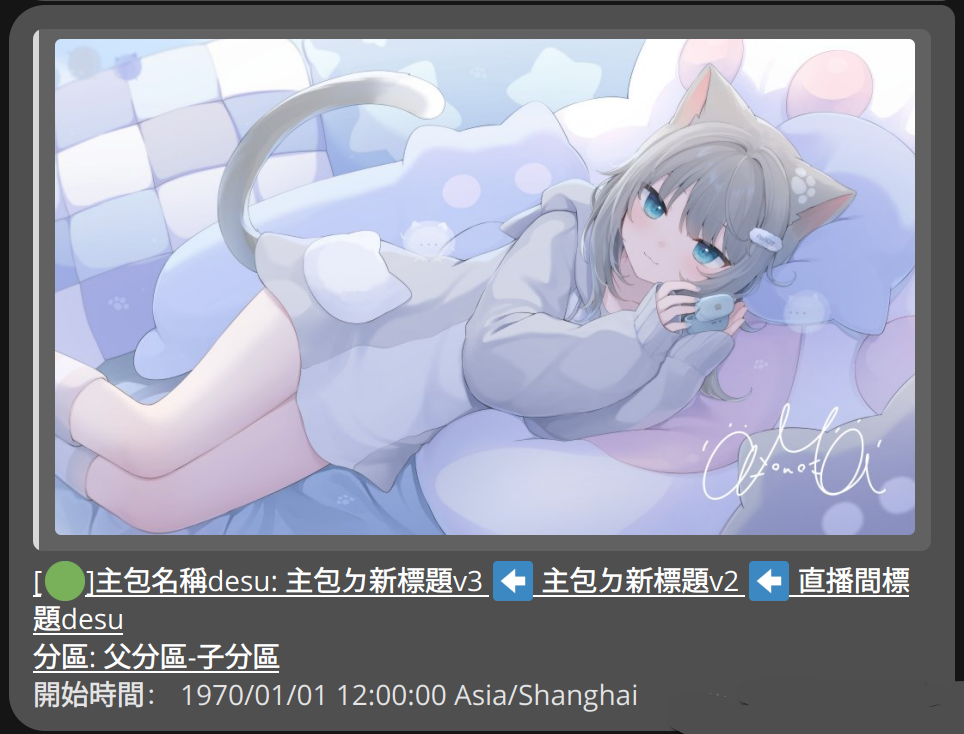 [🟢]主包名稱desu: 主包ㄉ新標題v3 ⬅️ 主包ㄉ新標題v2 ⬅️ 直播間標
題desu
分區: 父分區-子分區
開始時間： 1970/01/01 12:00:00 Asia/Shanghai